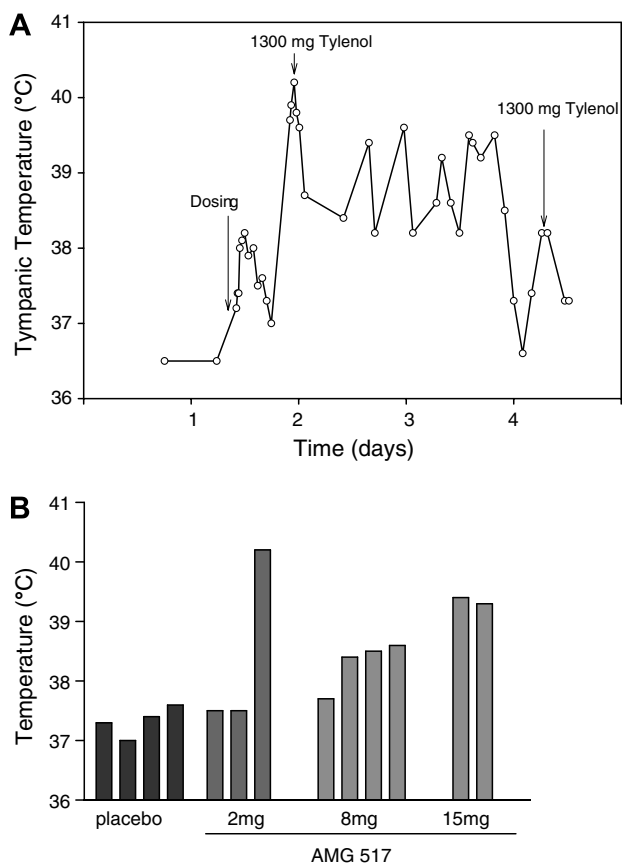 A
41
1300 mg Tylenol
40
1300 mg Tylenol
39
Dosing
38
37
36
Tympanic Temperature (°C)
1 2 3 4
Time (days)
B
41
40
39
38
37
36
Temperature (°C)
placebo 2mg 8mg 15mg
AMG 517